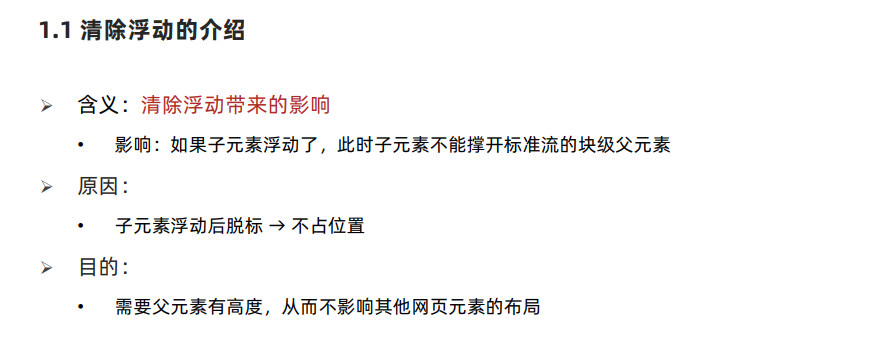 1.1 清除浮动的介绍
➢ 含义：清除浮动带来的影响
• 影响：如果子元素浮动了，此时子元素不能撑开标准流的块级父元素
➢ 原因：
• 子元素浮动后脱标 → 不占位置
➢ 目的：
• 需要父元素有高度，从而不影响其他网页元素的布局